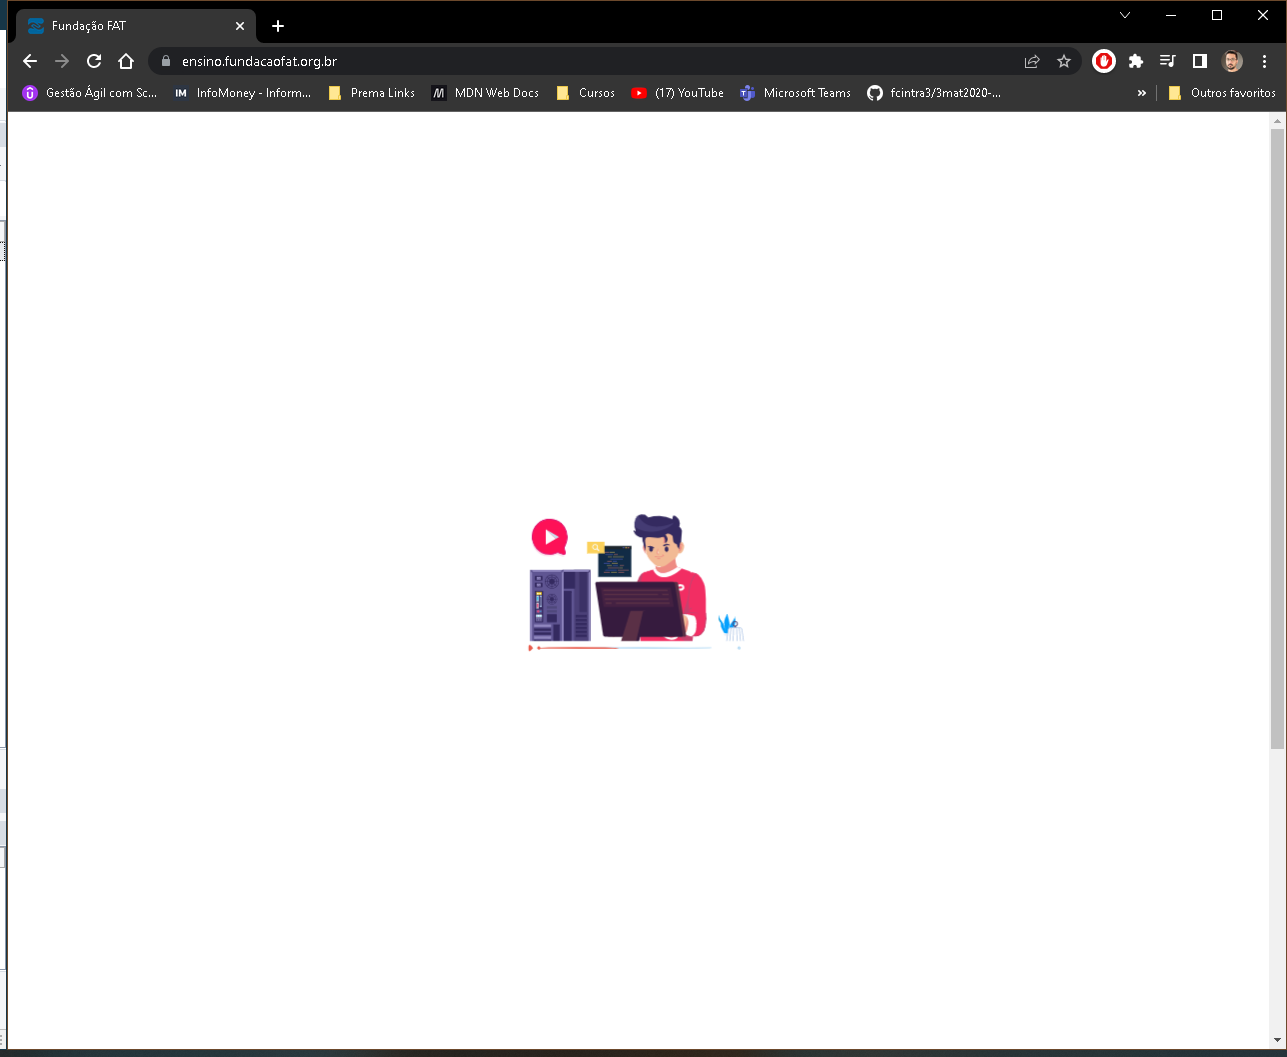 Fundação FAT
ensino.fundacaofat.org.br
Gestão Ágil com Sc...
IM
InfoMoney - Inform...
Prema Links
MDN Web Docs
Cursos
(17) YouTube
Microsoft Teams
fcintra3/3mat2020-...
»
Outros favoritos